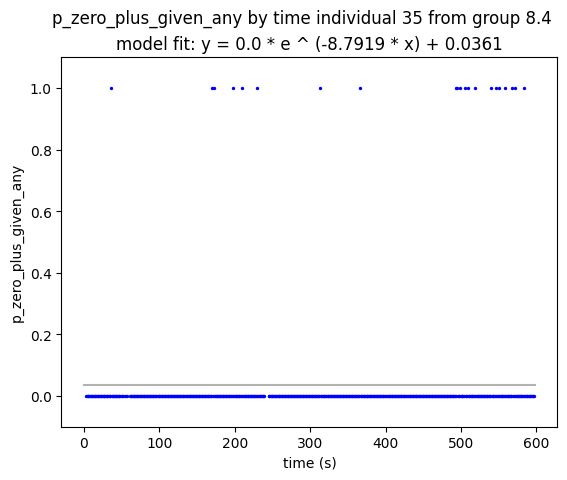 p_zero_plus_given_any by time individual 35 from group 8.4
model fit: y = 0.0 * e ^ (-8.7919 * x) + 0.0361
1.0
0.8
0.6
0.4
0.2
0.0
p_zero_plus_given_any
0 100 200 300 400 500 600
time (s)